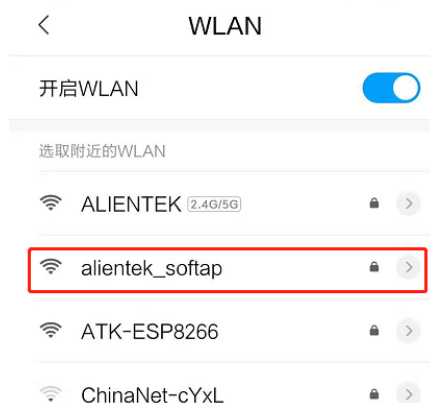 WLAN
开启WLAN
选取附近的WLAN
ALIENTEK 2.4G/5G
alientek_softap
ATK-ESP8266
ChinaNet-cYxL